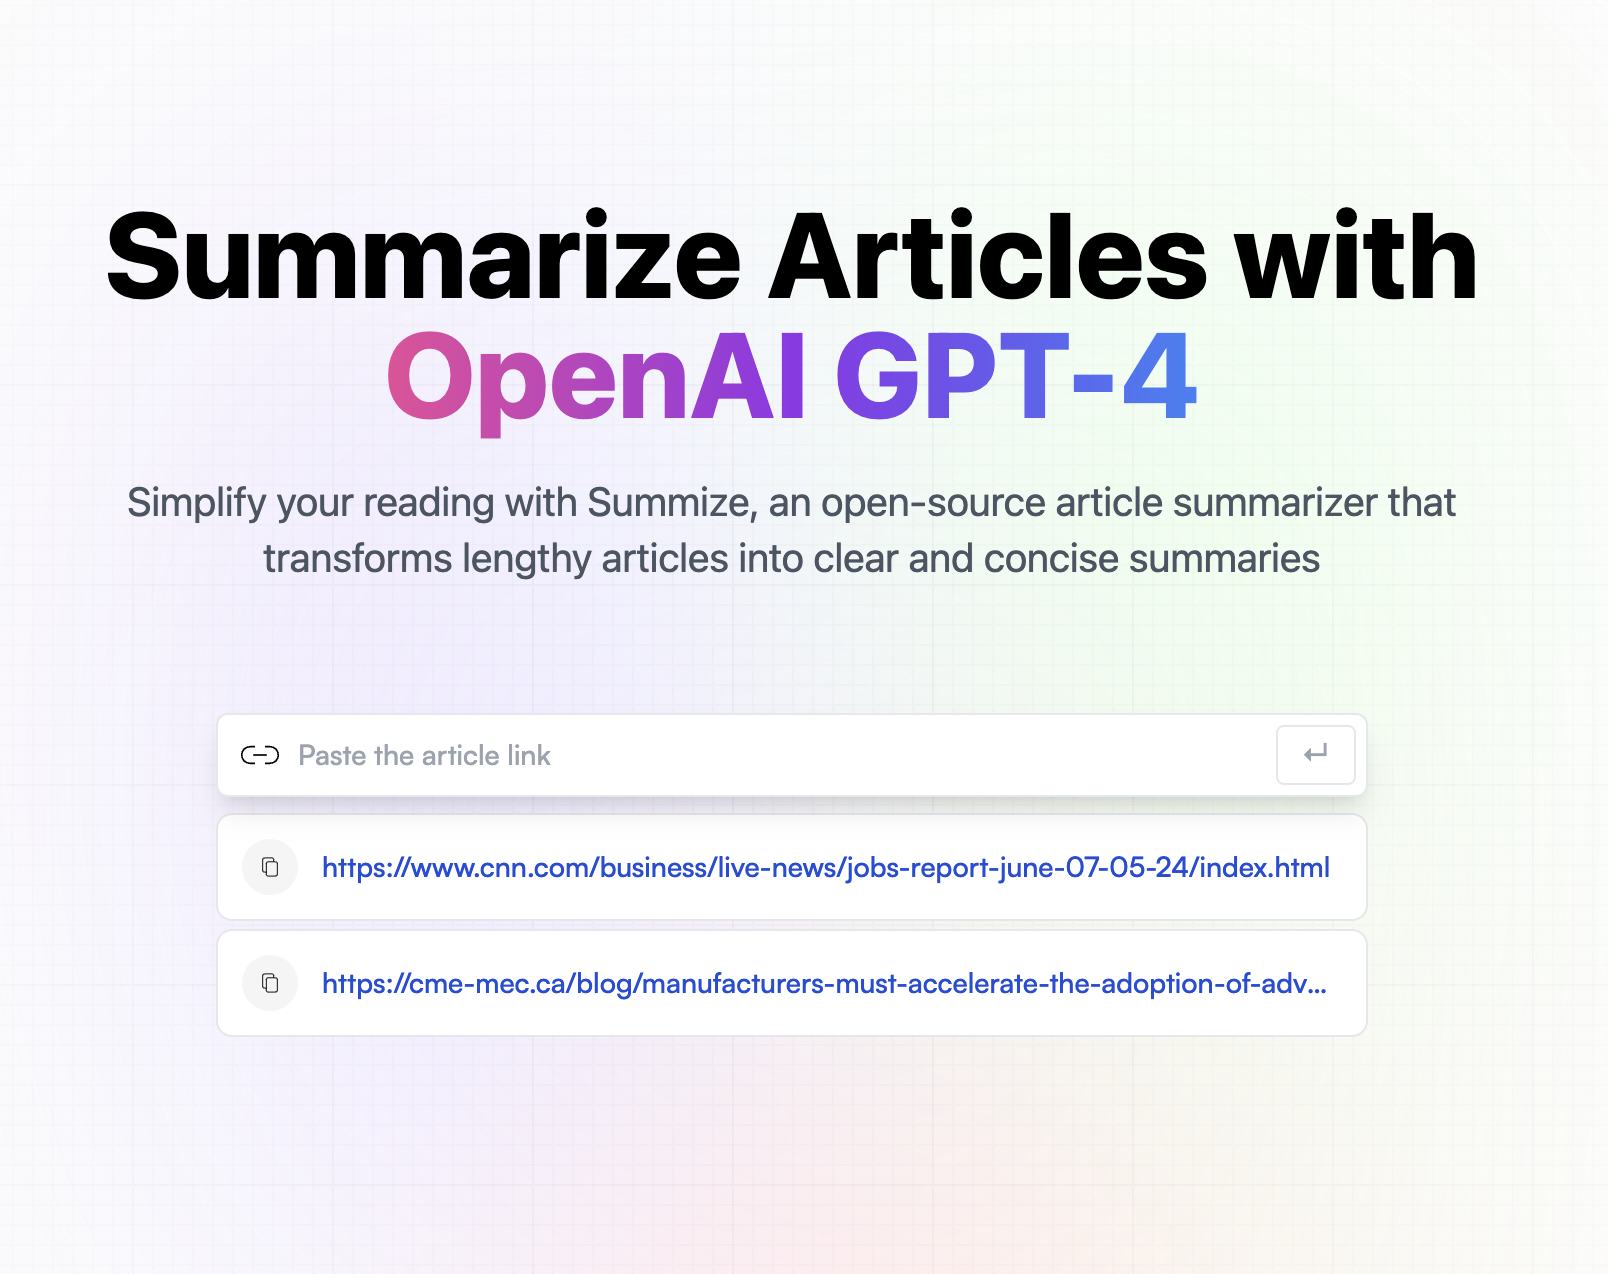 Summarize Articles with
OpenAI GPT-4
Simplify your reading with Summize, an open-source article summarizer that
transforms lengthy articles into clear and concise summaries
Paste the article link
https://www.cnn.com/business/live-news/jobs-report-june-07-05-24/index.html
https://cme-mec.ca/blog/manufacturers-must-accelerate-the-adoption-of-adv...